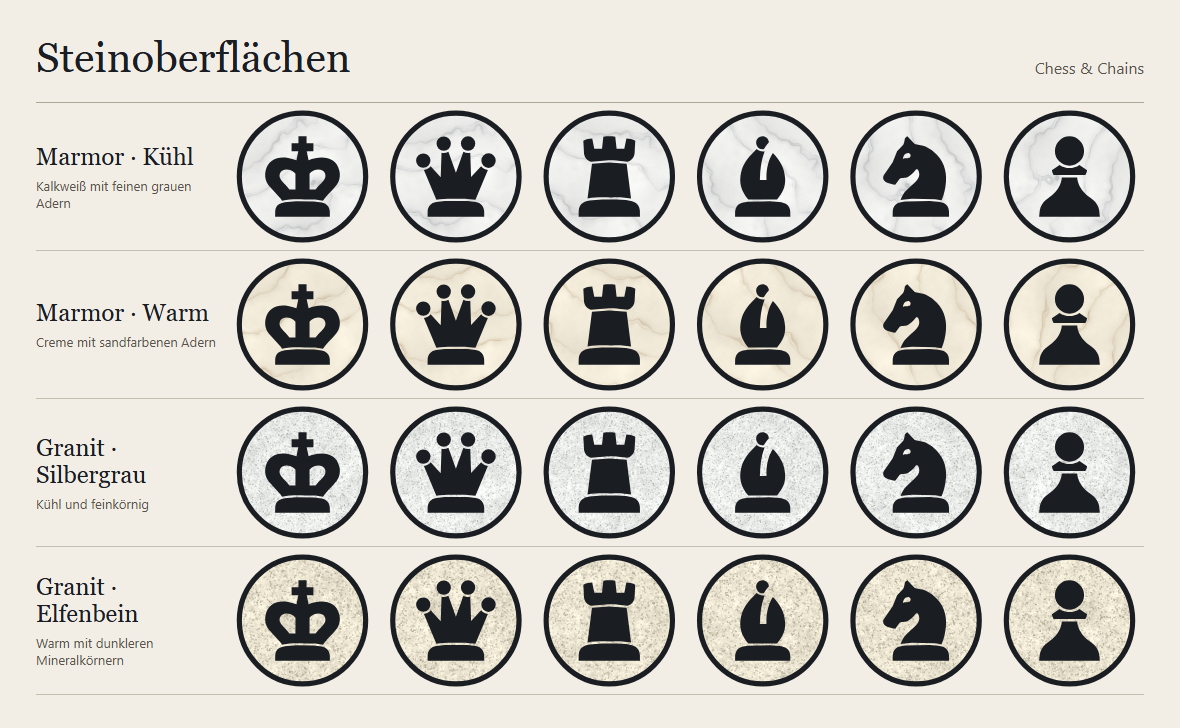 Steinoberflächen
Chess & Chains
Marmor · Kühl
Kalkweiß mit feinen grauen
Adern
Marmor · Warm
Creme mit sandfarbenen Adern
Granit ·
Silbergrau
Kühl und feinkörnig
Granit ·
Elfenbein
Warm mit dunkleren
Mineralkörnern